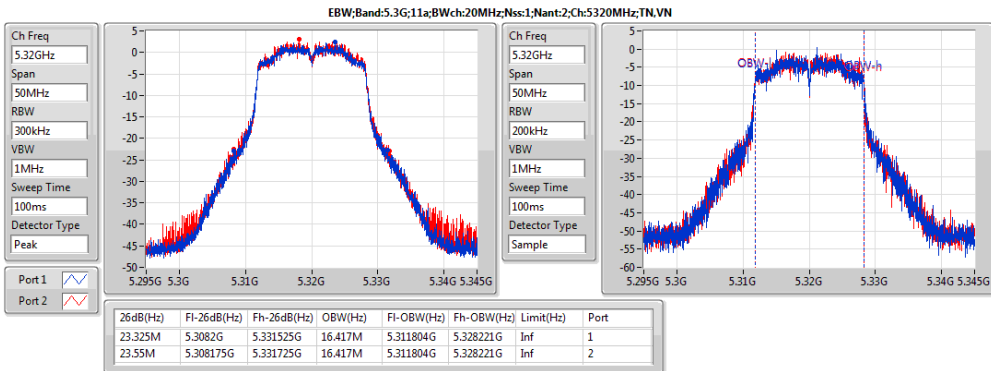 EBW;Band:5.3G;11a;BWch:20MHz;Nss:1;Nant:2;Ch:5320MHz;TN,VN
Ch Freq
5.32GHz
Span
50MHz
RBW
300kHz
VBW
1MHz
Sweep Time
100ms
Detector Type
Peak
Port 1
Port 2
5-
0-
-5-
-10-
-15-
-20-
-25-
-30-
-35-
-40-
-45-
-50-
5.295G 5.3G 5.31G 5.32G 5.33G 5.34G 5.345G
Ch Freq
5.32GHz
Span
50MHz
RBW
200kHz
VBW
1MHz
Sweep Time
100ms
Detector Type
Sample
5-
0-
-5-
-10-
-15-
-20-
-25-
-30-
-35-
-40-
-45-
-50-
-55-
-60-
OBW-l OBW-h
5.295G 5.3G 5.31G 5.32G 5.33G 5.34G 5.345G
26dB(Hz) Fl-26dB(Hz) Fh-26dB(Hz) OBW(Hz) Fl-OBW(Hz) Fh-OBW(Hz) Limit(Hz) Port
23.325M 5.3082G 5.331525G 16.417M 5.311804G 5.328221G Inf 1
23.55M 5.308175G 5.331725G 16.417M 5.311804G 5.328221G Inf 2